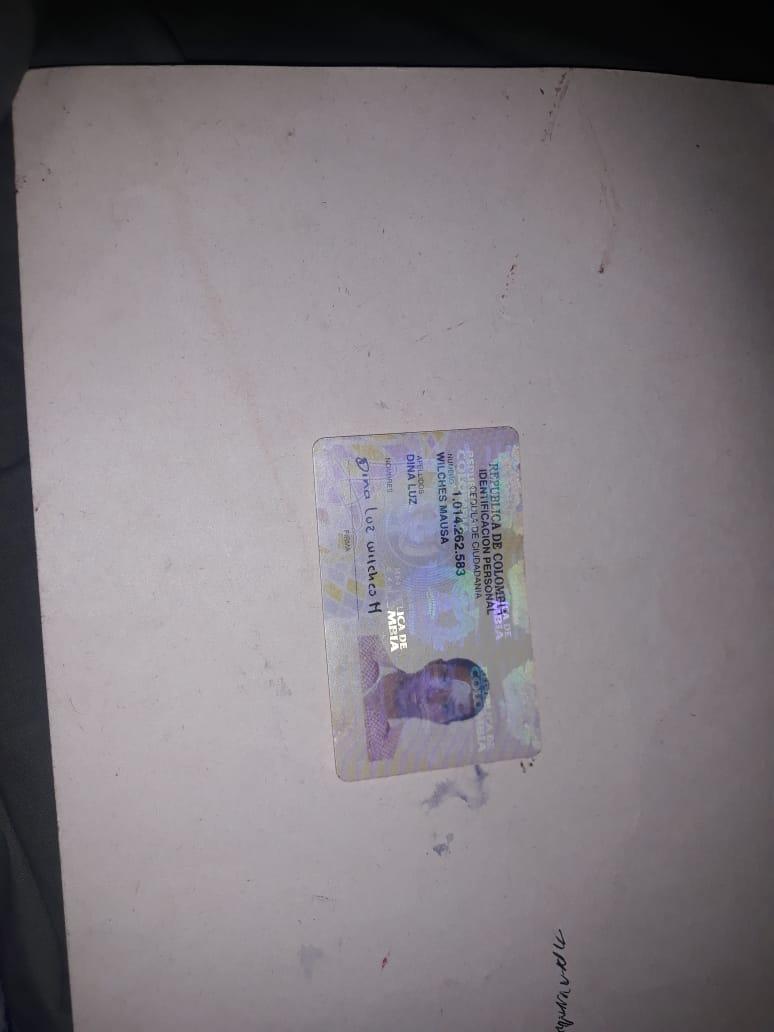 REPUBLICA DE COLOMBIA
IDENTIFICACION PERSONAL
CEDULA DE CIUDADANIA
NUMERO 1.014.262.583
WILCHES MAUSA
APELLIDOS
DINA LUZ
NOMBRES
Dina Luz Wilches M
FIRMA